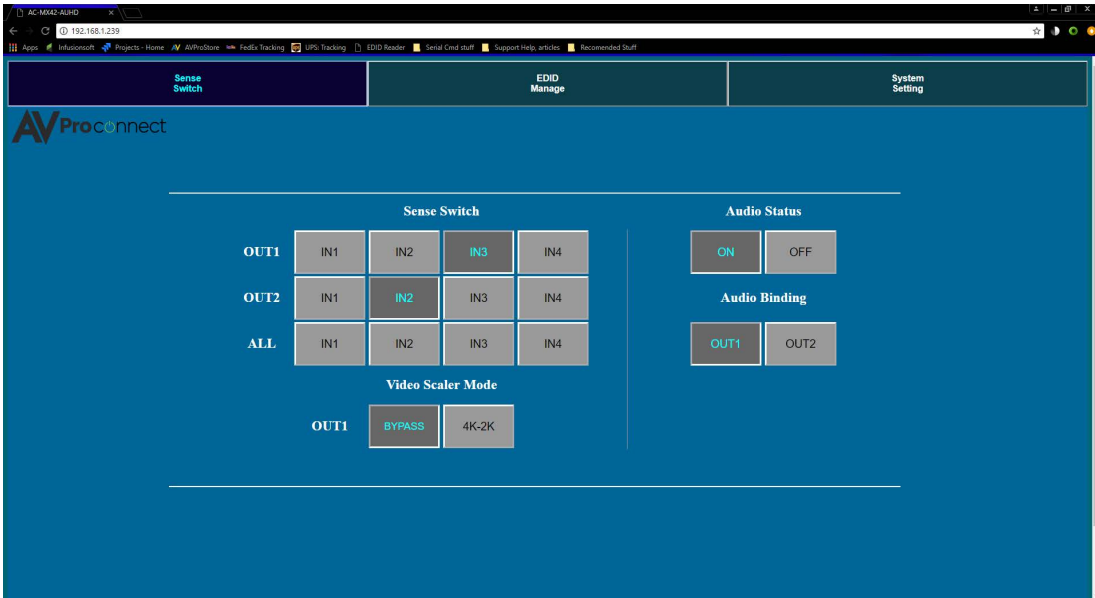 AC-MX42-AUHD
192.168.1.239
Apps Infusionsoft Projects - Home AVProStore FedEx Tracking UPS: Tracking EDID Reader Serial Cmd stuff Support Help, articles Recomended Stuff
Sense
Switch
EDID
Manage
System
Setting
AVProconnect
Sense Switch
OUT1 IN1 IN2 IN3 IN4
OUT2 IN1 IN2 IN3 IN4
ALL IN1 IN2 IN3 IN4
Video Scaler Mode
OUT1 BYPASS 4K-2K
Audio Status
ON OFF
Audio Binding
OUT1 OUT2